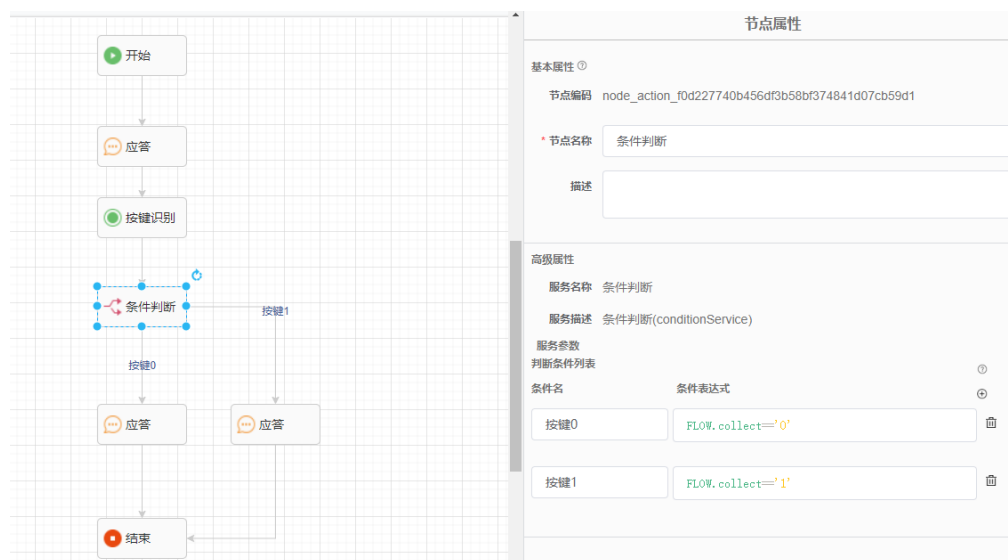 开始
应答
按键识别
条件判断
按键1
按键0
应答
应答
结束
节点属性
基本属性
节点编码 node_action_f0d227740b456df3b58bf374841d07cb59d1
* 节点名称 条件判断
描述
高级属性
服务名称 条件判断
服务描述 条件判断(conditionService)
服务参数
判断条件列表
条件名 条件表达式
按键0 FLOW.collect=='0'
按键1 FLOW.collect=='1'